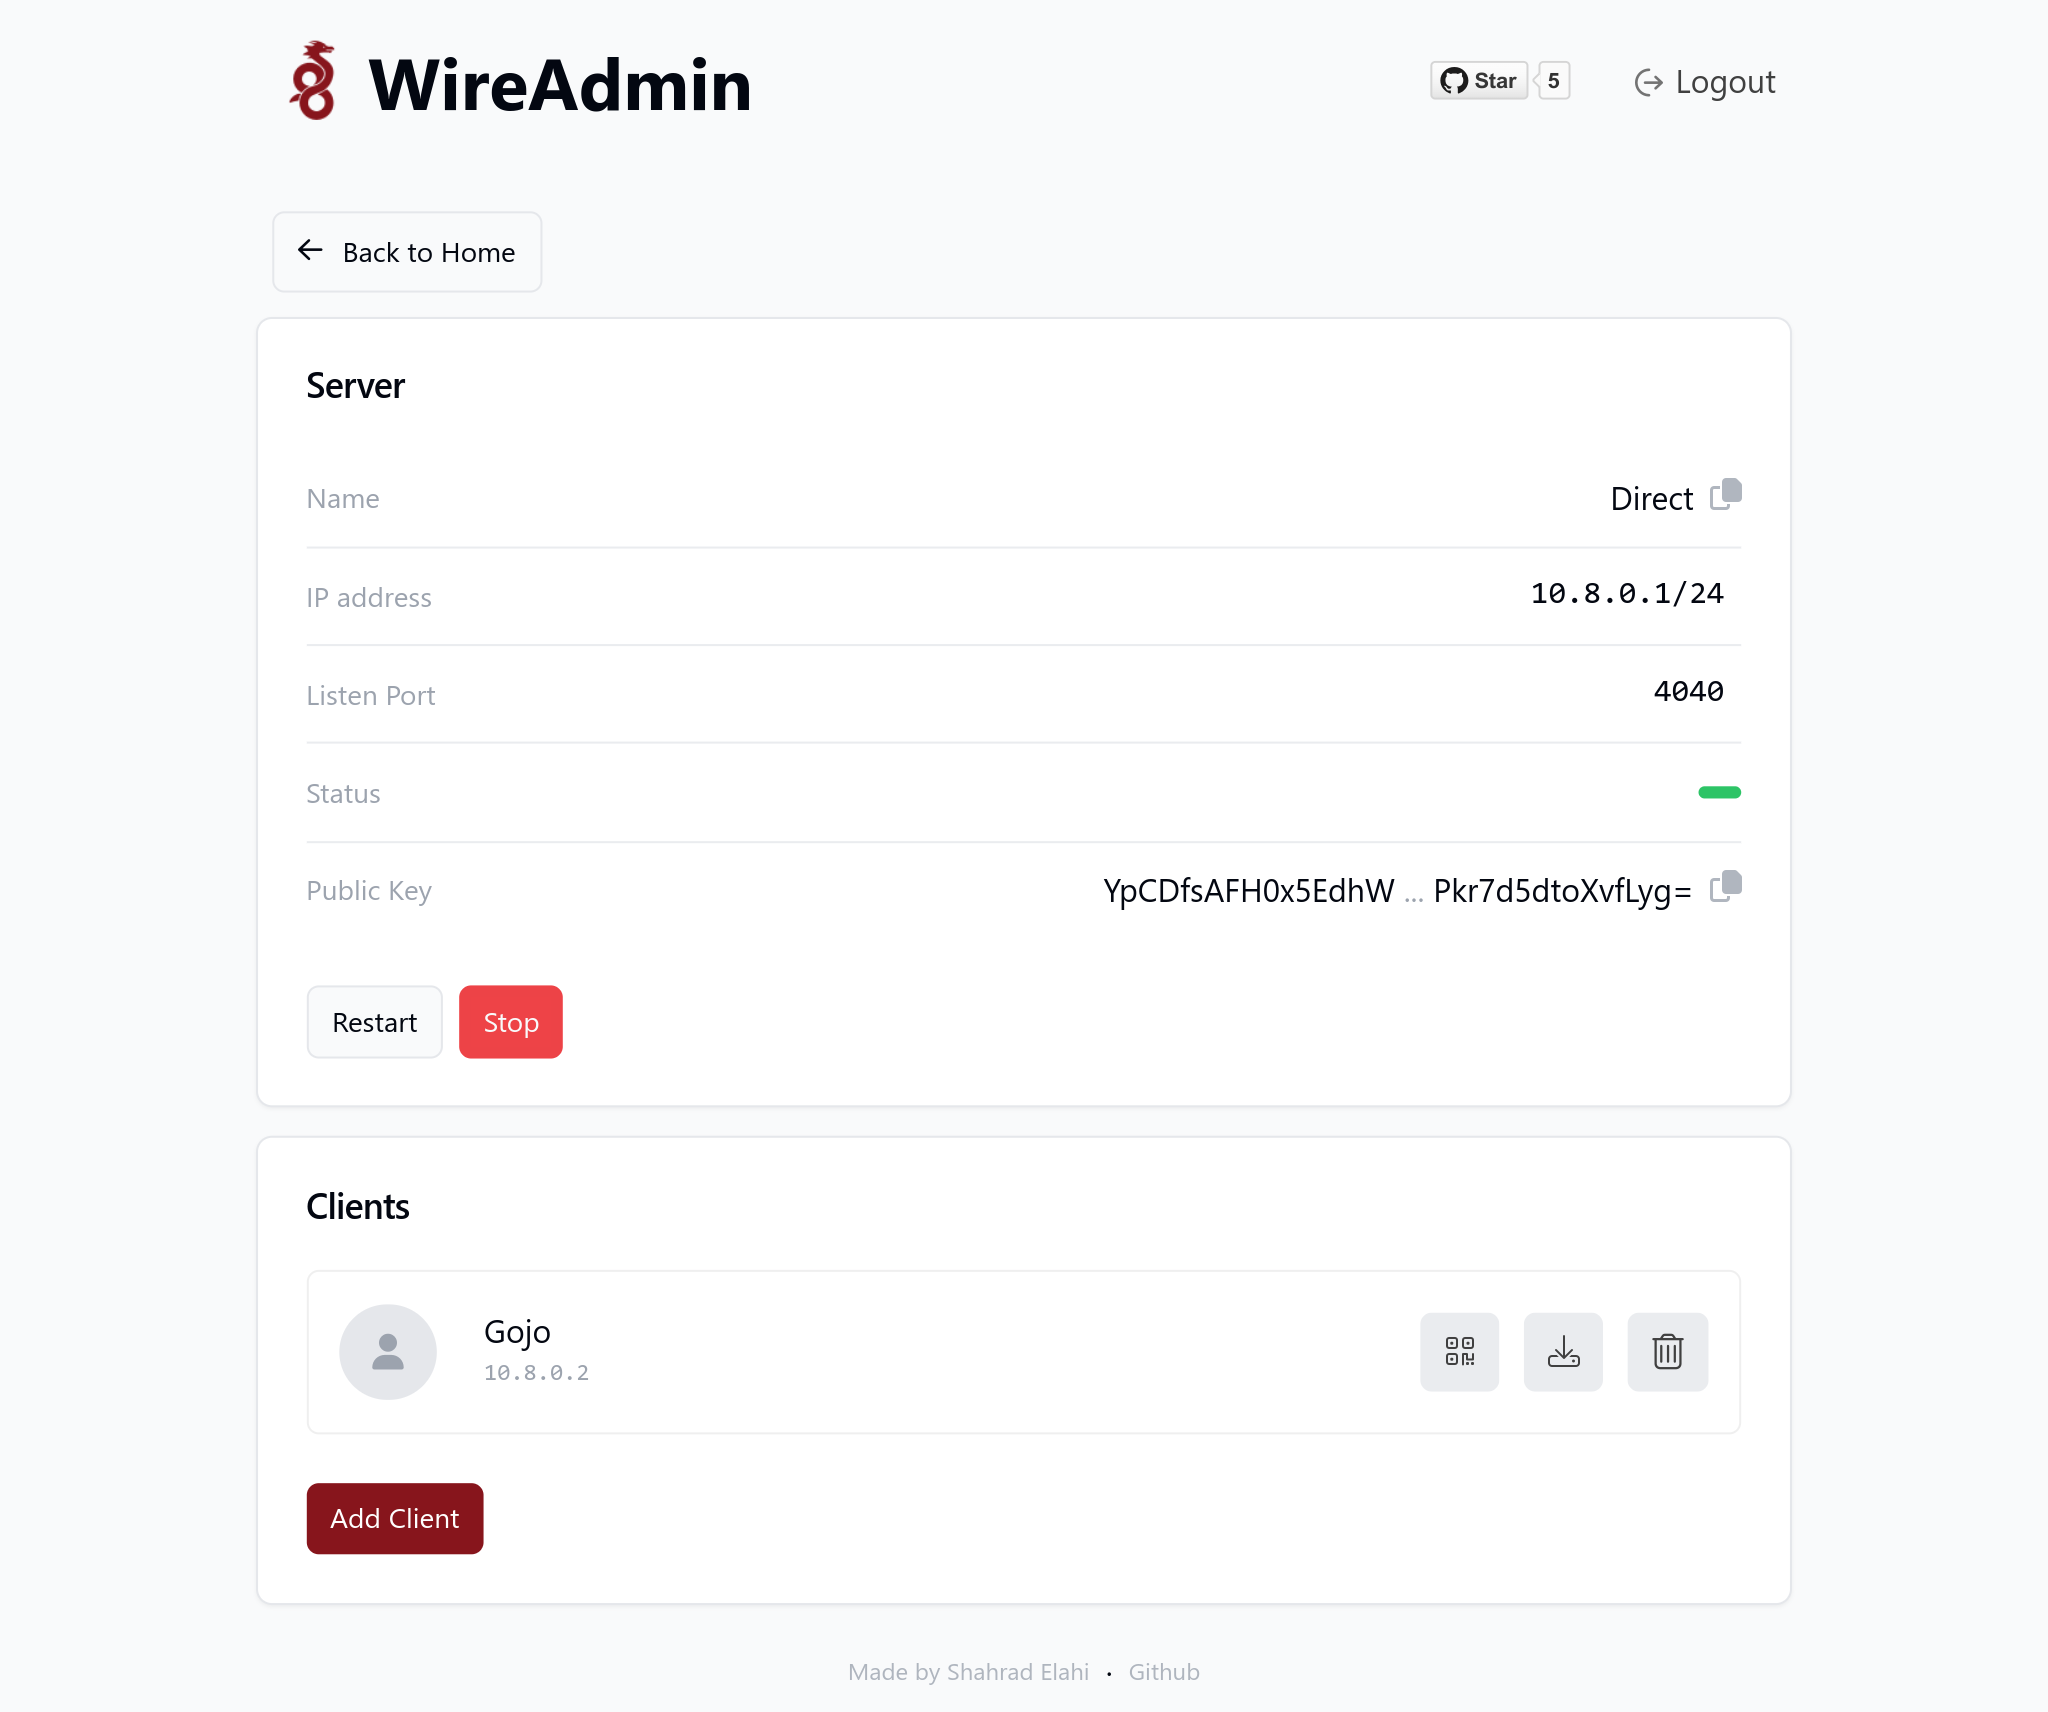 WireAdmin
Star 5
Logout
Back to Home
Server
Name Direct
IP address 10.8.0.1/24
Listen Port 4040
Status
Public Key YpCDfsAFH0x5EdhW ... Pkr7d5dtoXvfLyg=
Restart Stop
Clients
Gojo
10.8.0.2
Add Client
Made by Shahrad Elahi · Github